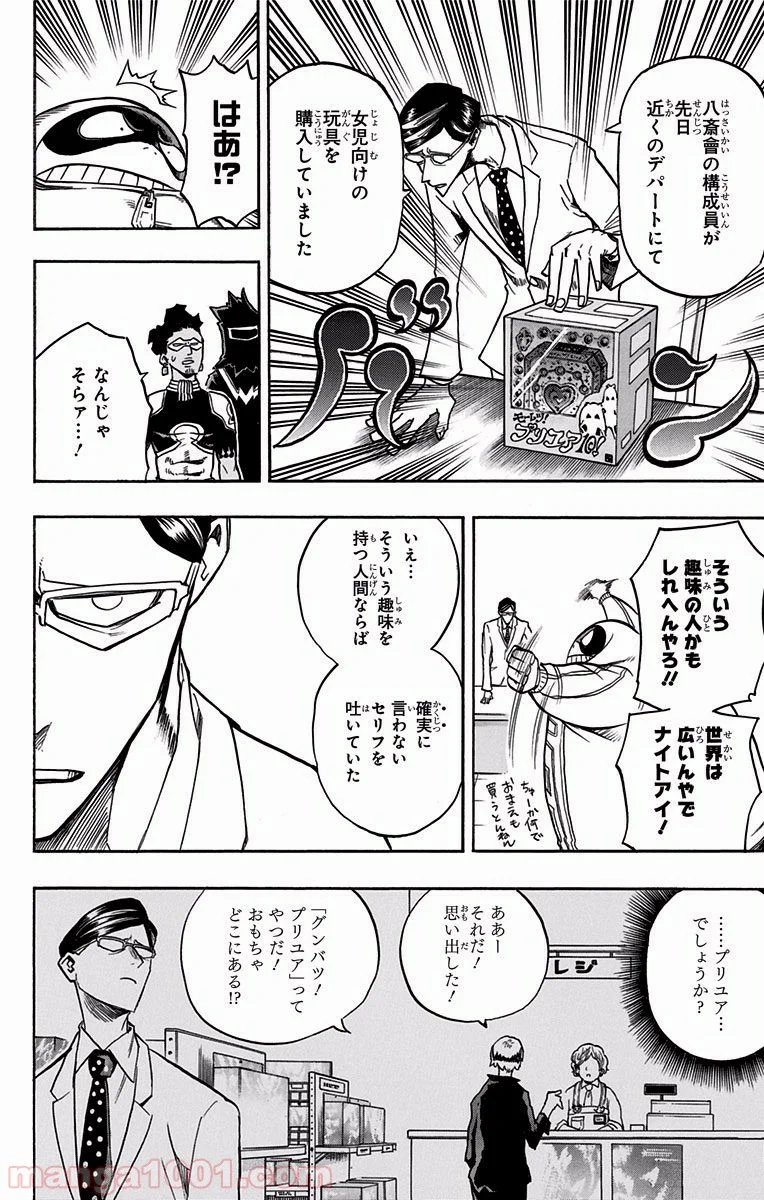 八斎會の構成員が
先日
近くのデパートにて
女児向けの
玩具を
購入していました
プリユア10!
はあ!?
なんじゃ
そらァ…!
そういう
趣味の人かも
しれへんやろ!!
世界は
広いんやで
ナイトアイ!
ちゅーか何で
おまえも
買うとんねん
いえ…
そういう趣味を
持つ人間ならば
確実に
言わない
セリフを
吐いていた
……プリユア…
でしょうか?
レジ
ああー
それだ!
思い出した!
「グンバツ!
プリユア」って
やつだ!
おもちゃ
どこにある!?
manga1001.com